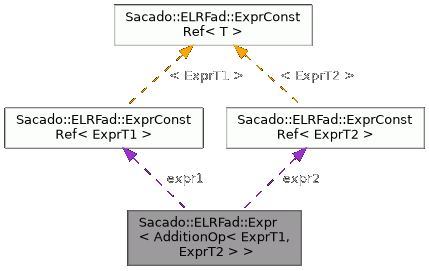 Sacado::ELRFad::ExprConst
Ref< T >
< ExprT1 >
< ExprT2 >
Sacado::ELRFad::ExprConst
Ref< ExprT1 >
Sacado::ELRFad::ExprConst
Ref< ExprT2 >
expr1
expr2
Sacado::ELRFad::Expr
< AdditionOp< ExprT1,
ExprT2 > >